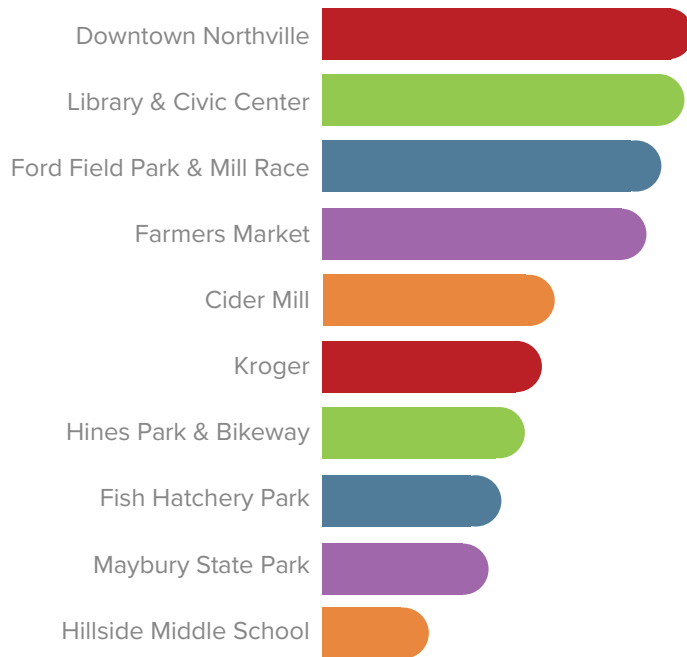 Downtown Northville
Library & Civic Center
Ford Field Park & Mill Race
Farmers Market
Cider Mill
Kroger
Hines Park & Bikeway
Fish Hatchery Park
Maybury State Park
Hillside Middle School